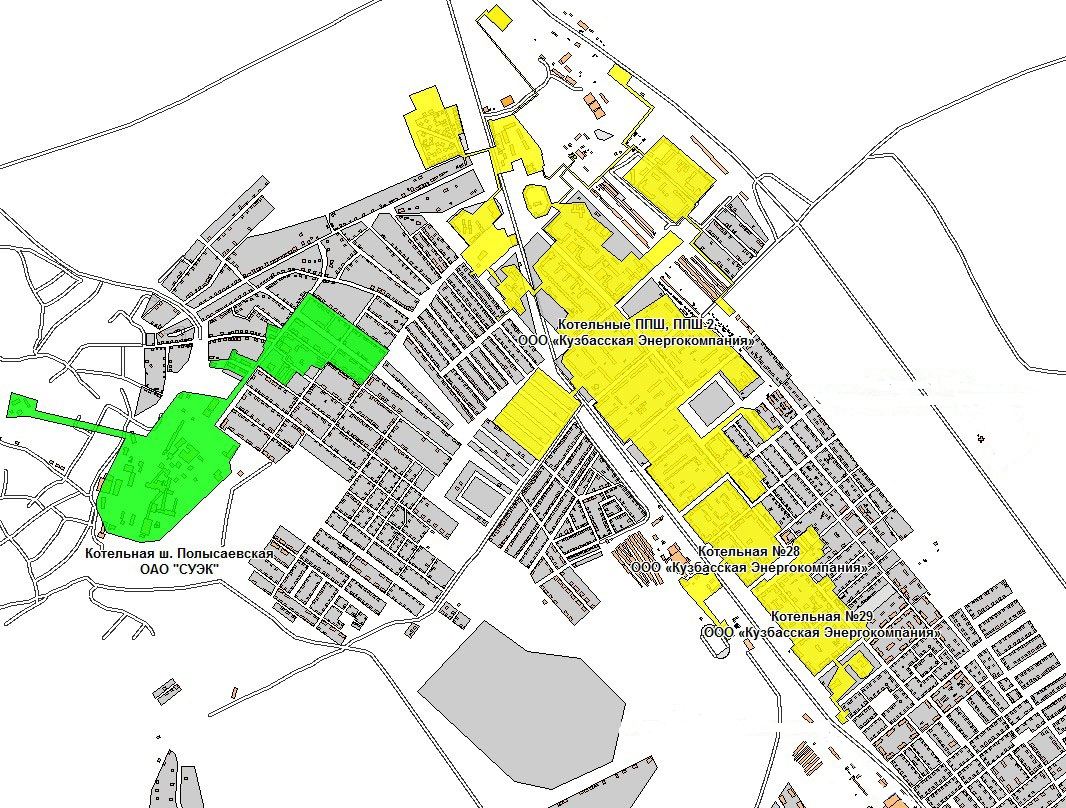 Котельные ППШ, ППШ 2,
ООО «Кузбасская Энергокомпания»
Котельная ш. Полысаевская
ОАО "СУЭК"
Котельная №28
ООО «Кузбасская Энергокомпания»
Котельная №29
ООО «Кузбасская Энергокомпания»